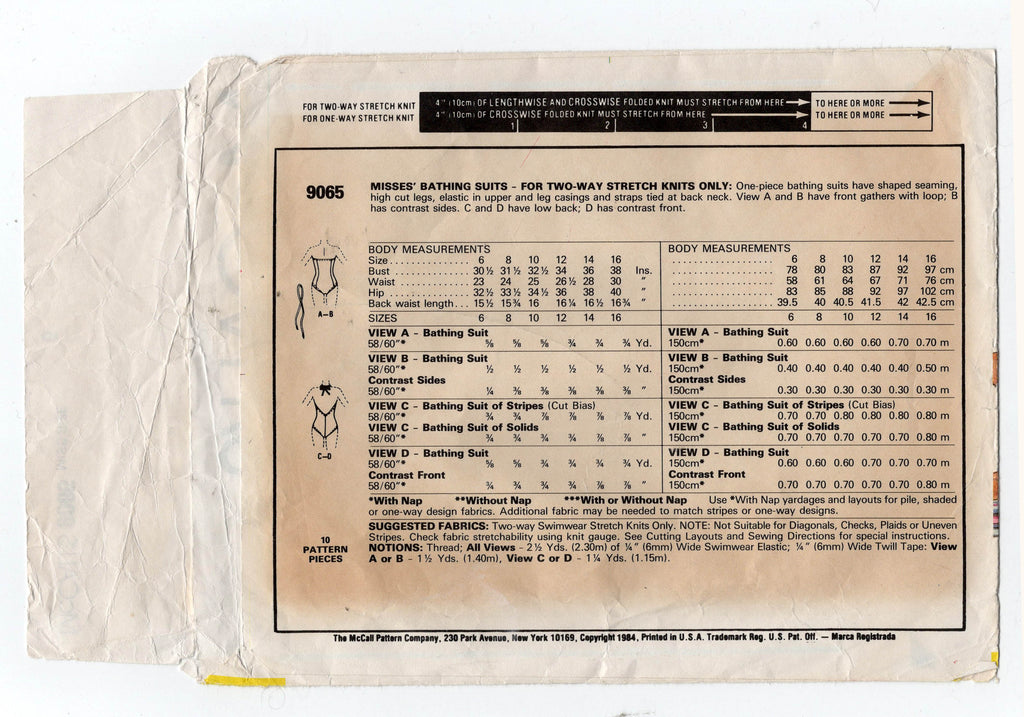 FOR TWO-WAY STRETCH KNIT 4" (10cm) OF LENGTHWISE AND CROSSWISE FOLDED KNIT MUST STRETCH FROM HERE TO HERE OR MORE
FOR ONE-WAY STRETCH KNIT 4" (10cm) OF CROSSWISE FOLDED KNIT MUST STRETCH FROM HERE TO HERE OR MORE
1 2 3 4
9065
MISSES' BATHING SUITS - FOR TWO-WAY STRETCH KNITS ONLY: One-piece bathing suits have shaped seaming,
high cut legs, elastic in upper and leg casings and straps tied at back neck. View A and B have front gathers with loop; B
has contrast sides. C and D have low back; D has contrast front.
BODY MEASUREMENTS BODY MEASUREMENTS
Size 6 8 10 12 14 16 6 8 10 12 14 16
Bust 30½ 31½ 32½ 34 36 38 Ins. 78 80 83 87 92 97 cm
Waist 23 24 25 26½ 28 30 " 58 61 64 67 71 76 cm
Hip 32½ 33½ 34½ 36 38 40 " 83 85 88 92 97 102 cm
Back waist length 15½ 15¾ 16 16¼ 16½ 16¾ " 39.5 40 40.5 41.5 42 42.5 cm
SIZES 6 8 10 12 14 16 6 8 10 12 14 16
VIEW A - Bathing Suit VIEW A - Bathing Suit
58/60"* ⅝ ⅝ ⅝ ¾ ¾ ¾ Yd. 150cm* 0.60 0.60 0.60 0.60 0.70 0.70 m
VIEW B - Bathing Suit VIEW B - Bathing Suit
58/60"* ½ ½ ½ ½ ½ ½ Yd. 150cm* 0.40 0.40 0.40 0.40 0.40 0.50 m
Contrast Sides Contrast Sides
58/60"* ¼ ⅜ ⅜ ⅜ ⅜ ⅜ " 150cm* 0.30 0.30 0.30 0.30 0.30 0.30 m
VIEW C - Bathing Suit of Stripes (Cut Bias) VIEW C - Bathing Suit of Stripes (Cut Bias)
58/60"* ¾ ¾ ⅞ ⅞ ⅞ ⅞ Yd. 150cm* 0.70 0.70 0.80 0.80 0.80 0.80 m
VIEW C - Bathing Suit of Solids VIEW C - Bathing Suit of Solids
58/60"* ¾ ¾ ¾ ¾ ⅞ ⅞ " 150cm* 0.70 0.70 0.70 0.70 0.70 0.80 m
VIEW D - Bathing Suit VIEW D - Bathing Suit
58/60"* ⅝ ⅝ ¾ ¾ ¾ ¾ Yd. 150cm* 0.60 0.60 0.60 0.70 0.70 0.70 m
Contrast Front Contrast Front
58/60"* ¾ ¾ ¾ ¾ ⅞ ⅞ " 150cm* 0.70 0.70 0.70 0.70 0.70 0.80 m
A-B
C-D
*With Nap **Without Nap ***With or Without Nap Use *With Nap yardages and layouts for pile, shaded
or one-way design fabrics. Additional fabric may be needed to match stripes or one-way designs.
SUGGESTED FABRICS: Two-way Swimwear Stretch Knits Only. NOTE: Not Suitable for Diagonals, Checks, Plaids or Uneven
Stripes. Check fabric stretchability using knit gauge. See Cutting Layouts and Sewing Directions for special instructions.
NOTIONS: Thread; All Views - 2½ Yds. (2.30m) of ¼" (6mm) Wide Swimwear Elastic; ¼" (6mm) Wide Twill Tape: View
A or B - 1½ Yds. (1.40m), View C or D - 1¼ Yds. (1.15m).
10
PATTERN
PIECES
The McCall Pattern Company, 230 Park Avenue, New York 10169, Copyright 1984, Printed in U.S.A. Trademark Reg. U.S. Pat. Off. — Marca Registrada